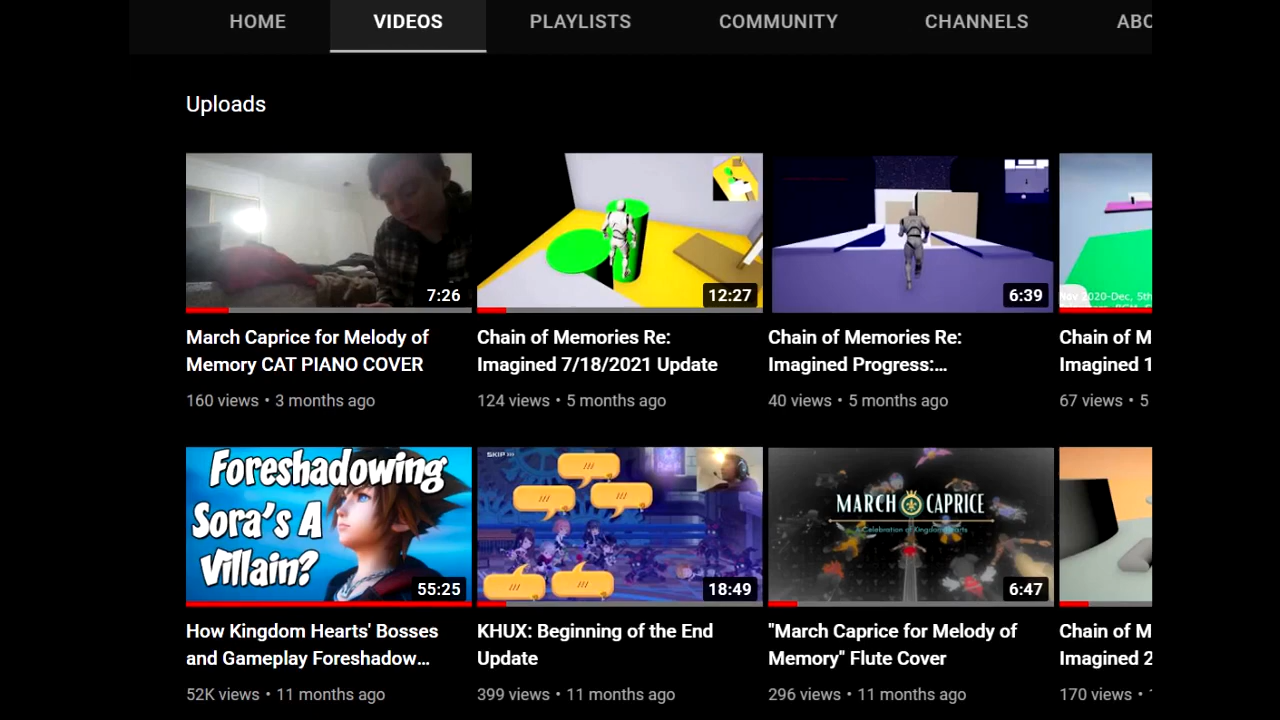 HOME VIDEOS PLAYLISTS COMMUNITY CHANNELS ABC
Uploads
7:26
12:27
6:39
Nov 2020-Dec, 5th
March Caprice for Melody of
Memory CAT PIANO COVER
160 views • 3 months ago
Chain of Memories Re:
Imagined 7/18/2021 Update
124 views • 5 months ago
Chain of Memories Re:
Imagined Progress:...
40 views • 5 months ago
Chain of M
Imagined 1
67 views • 5
Foreshadowing
Sora's A
Villain?
55:25
SKIP
18:49
MARCH CAPRICE
A Celebration of Kingdom Hearts
6:47
How Kingdom Hearts' Bosses
and Gameplay Foreshadow...
52K views • 11 months ago
KHUX: Beginning of the End
Update
399 views • 11 months ago
"March Caprice for Melody of
Memory" Flute Cover
296 views • 11 months ago
Chain of M
Imagined 2
170 views •